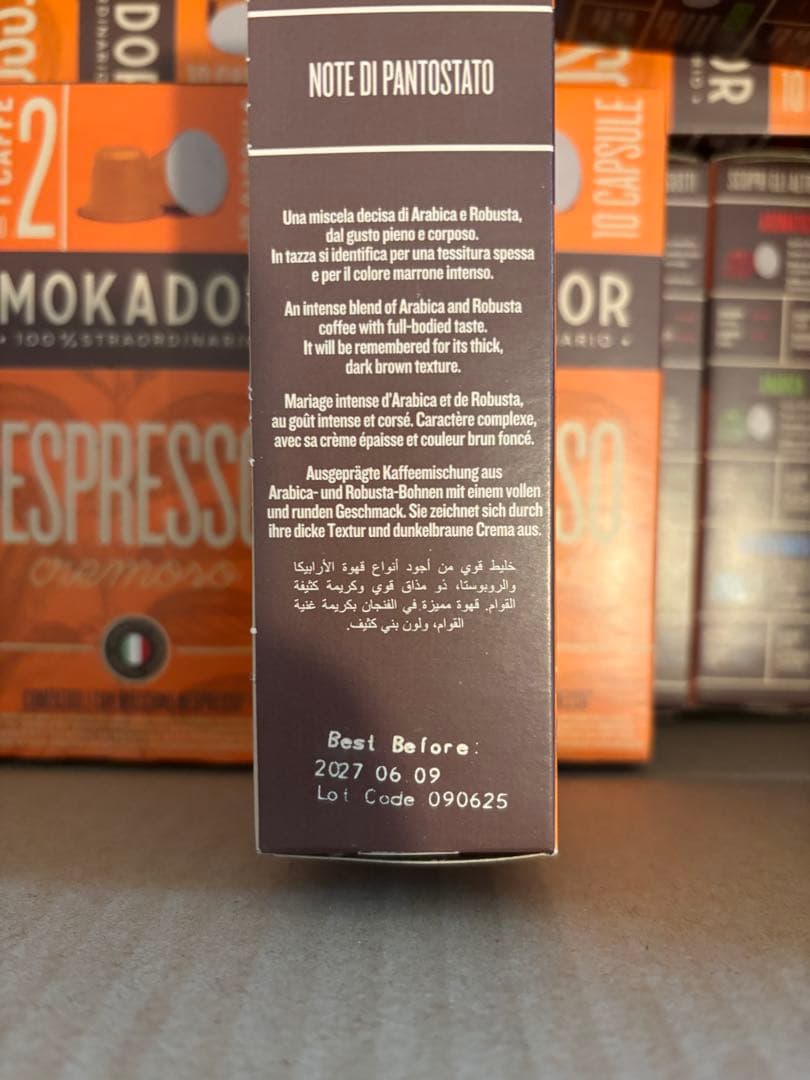 NOTE DI PANTOSTATO
Una miscela decisa di Arabica e Robusta,
dal gusto pieno e corposo.
In tazza si identifica per una tessitura spessa
e per il colore marrone intenso.
An intense blend of Arabica and Robusta
coffee with full-bodied taste.
It will be remembered for its thick,
dark brown texture.
Mariage intense d'Arabica et de Robusta,
au goût intense et corsé. Caractère complexe,
avec sa crème épaisse et couleur brun foncé.
Ausgeprägte Kaffeemischung aus
Arabica- und Robusta-Bohnen mit einem vollen
und runden Geschmack. Sie zeichnet sich durch
ihre dicke Textur und dunkelbraune Crema aus.
خليط قوي من أجود أنواع قهوة الأرابيكا
والروبوستا، ذو مذاق قوي وكريمة كثيفة
القوام. قهوة مميزة في الفنجان بكريمة غنية
القوام، ولون بني كثيف.
Best Before:
2027 06 09
Lot Code 090625
2
MOKADO
100%STRAORDINARI
ESPRESSO
cremoso
10 CAPSULE
OR
SO